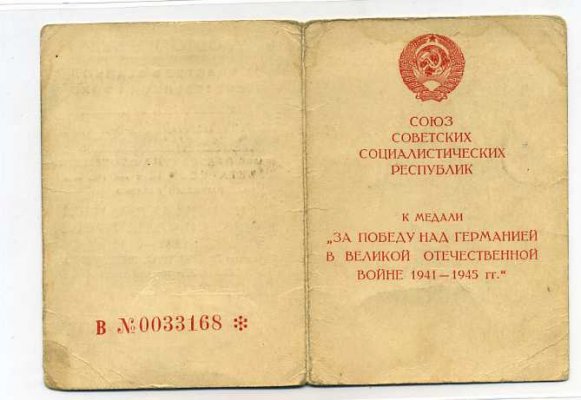 В №0033168 *
СОЮЗ
СОВЕТСКИХ
СОЦИАЛИСТИЧЕСКИХ
РЕСПУБЛИК
К МЕДАЛИ
„ЗА ПОБЕДУ НАД ГЕРМАНИЕЙ
В ВЕЛИКОЙ ОТЕЧЕСТВЕННОЙ
ВОЙНЕ 1941—1945 гг.“